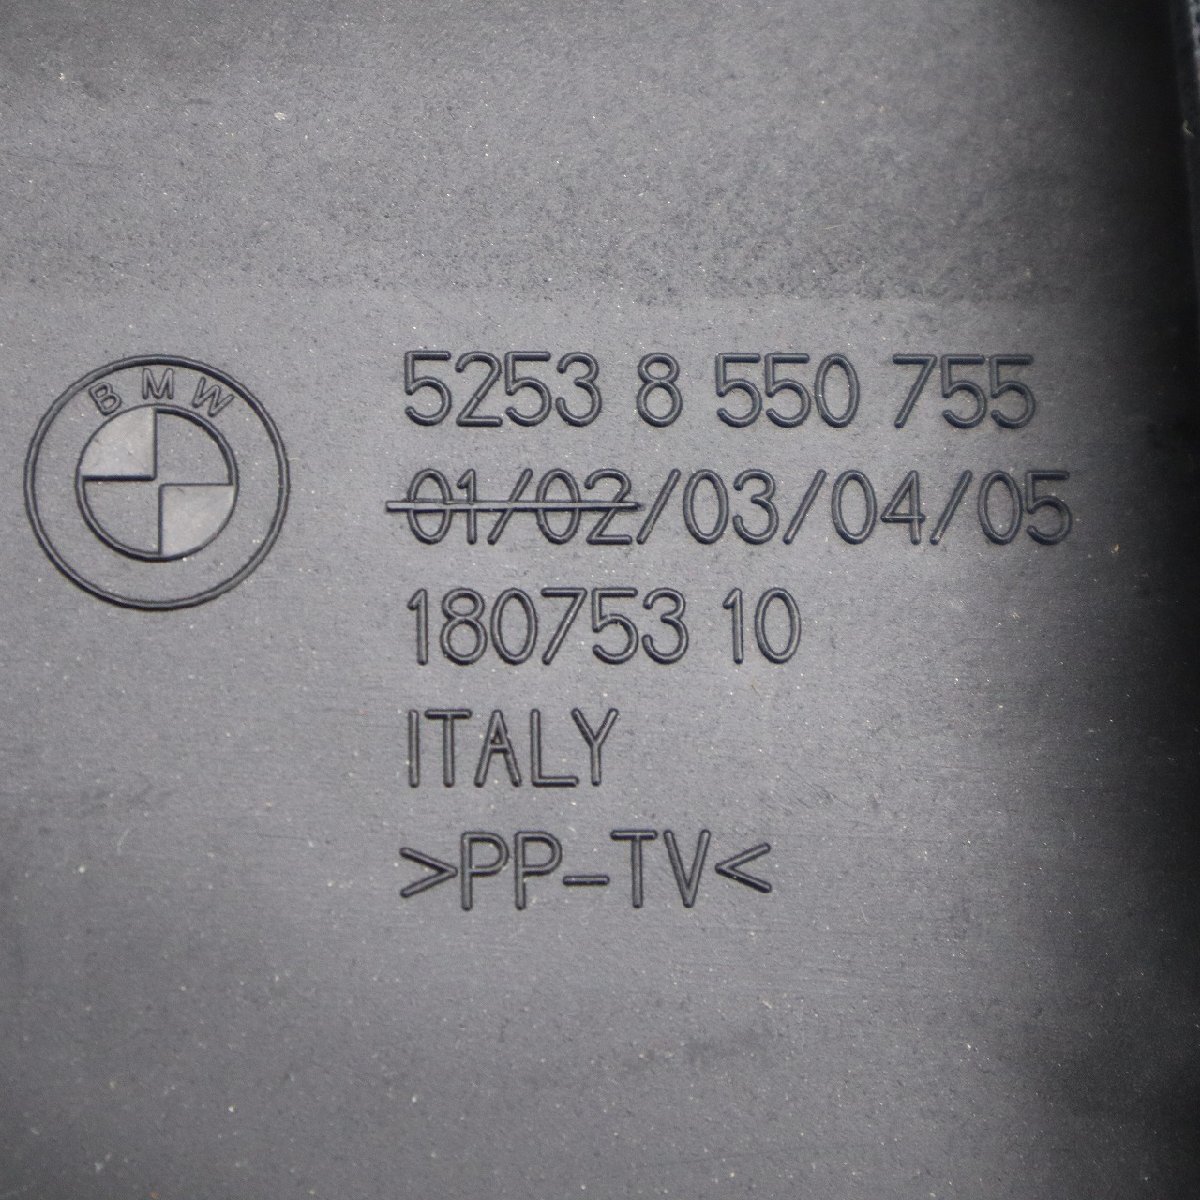 BMW
5253 8 550 755
01/02/03/04/05
180753 10
ITALY
>PP-TV<